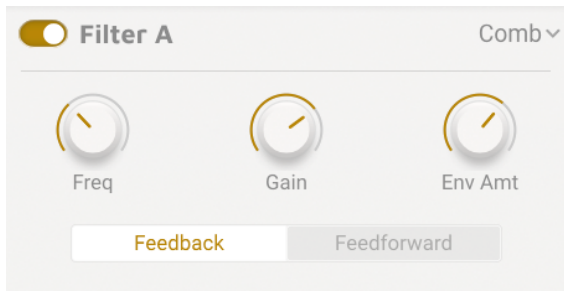 Filter A
Comb
Freq
Gain
Env Amt
Feedback
Feedforward